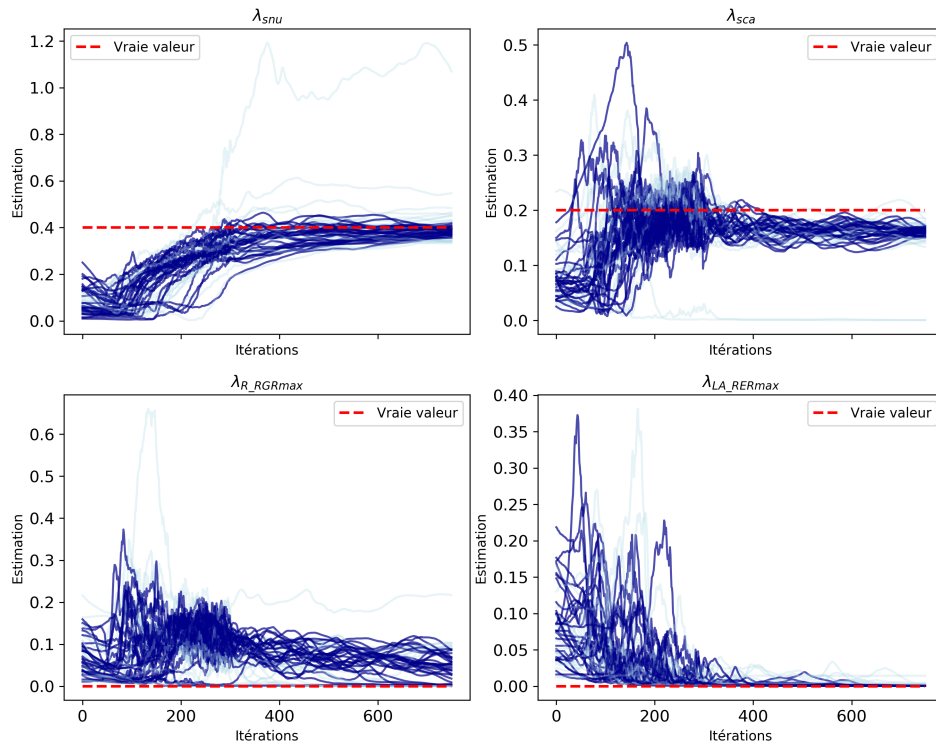 λ_snu
1.2
1.0
0.8
0.6
0.4
0.2
0.0
Estimation
Vraie valeur
Itérations
λ_sca
0.5
0.4
0.3
0.2
0.1
0.0
Estimation
Vraie valeur
Itérations
λ_R_RGRmax
0.6
0.5
0.4
0.3
0.2
0.1
0.0
Estimation
Vraie valeur
0
200
400
600
Itérations
λ_LA_RERmax
0.40
0.35
0.30
0.25
0.20
0.15
0.10
0.05
0.00
Estimation
Vraie valeur
0
200
400
600
Itérations